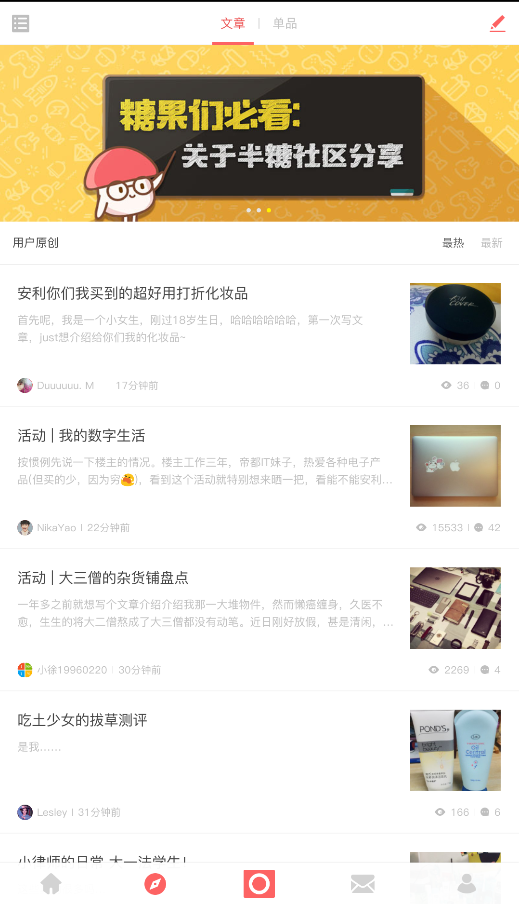 文章 | 单品
糖果们必看:
关于半糖社区分享
用户原创
最热 最新
安利你们我买到的超好用打折化妆品
首先呢，我是一个小女生，刚过18岁生日，哈哈哈哈哈哈，第一次写文
章，just想介绍给你们我的化妆品~
Duuuuuu. M 17分钟前
36 0
活动 | 我的数字生活
按惯例先说一下楼主的情况。楼主工作三年，帝都IT妹子，热爱各种电子产
品(但买的少，因为穷)，看到这个活动就特别想来晒一把，看能不能安利...
NikaYao | 22分钟前
15533 | 42
活动 | 大三僧的杂货铺盘点
一年多之前就想写个文章介绍介绍我那一大堆物件，然而懒癌缠身，久医不
愈，生生的将大二僧熬成了大三僧都没有动笔。近日刚好放假，甚是清闲，...
小徐19960220 | 30分钟前
2269 4
吃土少女的拔草测评
是我......
POND'S
Lesley | 31分钟前
166 6
小律师的日常-大一法学生!